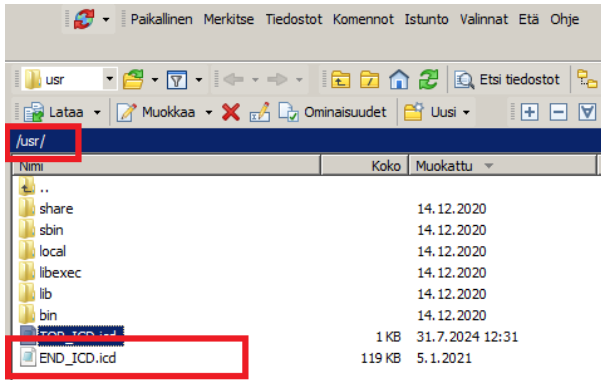 Paikallinen Merkitse Tiedostot Komennot Istunto Valinnat Etä Ohje
usr Etsi tiedostot
Lataa Muokkaa Ominaisuudet Uusi
/usr/
Nimi Koko Muokattu
..
share 14.12.2020
sbin 14.12.2020
local 14.12.2020
libexec 14.12.2020
lib 14.12.2020
bin 14.12.2020
1 KB 31.7.2024 12:31
END_ICD.icd 119 KB 5.1.2021